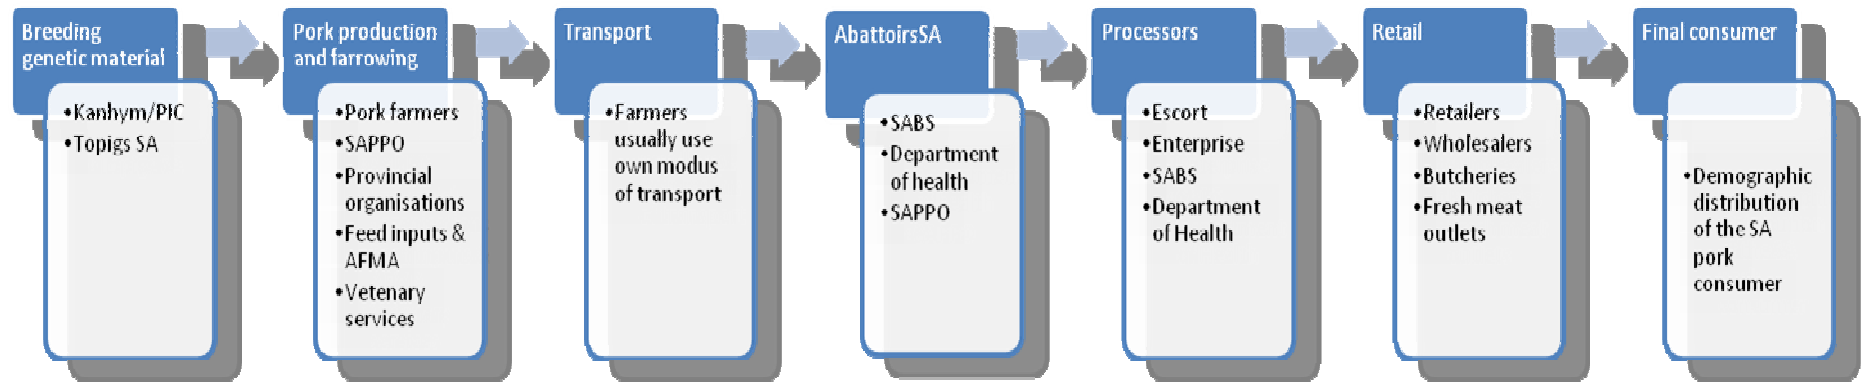 Breeding
genetic material
•Kanhym/PIC
•Topigs SA
Pork production
and farrowing
•Pork farmers
•SAPPO
•Provincial
organisations
•Feed inputs &
AFMA
•Vetenary
services
Transport
•Farmers
usually use
own modus
of transport
AbattoirsSA
•SABS
•Department
of health
•SAPPO
Processors
•Escort
•Enterprise
•SABS
•Department
of Health
Retail
•Retailers
•Wholesalers
•Butcheries
•Fresh meat
outlets
Final consumer
•Demographic
distribution
of the SA
pork
consumer